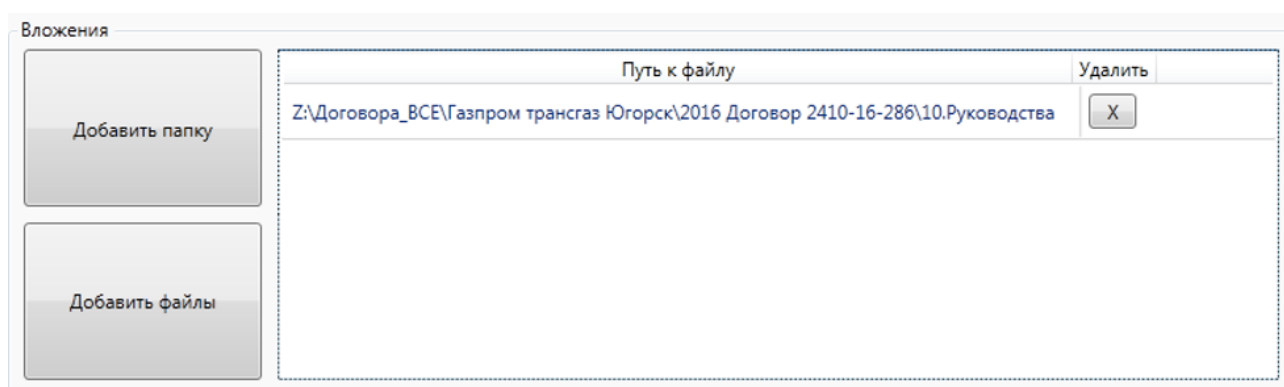 Вложения
Добавить папку
Добавить файлы
Путь к файлу Удалить
Z:\Договора_ВСЕ\Газпром трансгаз Югорск\2016 Договор 2410-16-286\10.Руководства X